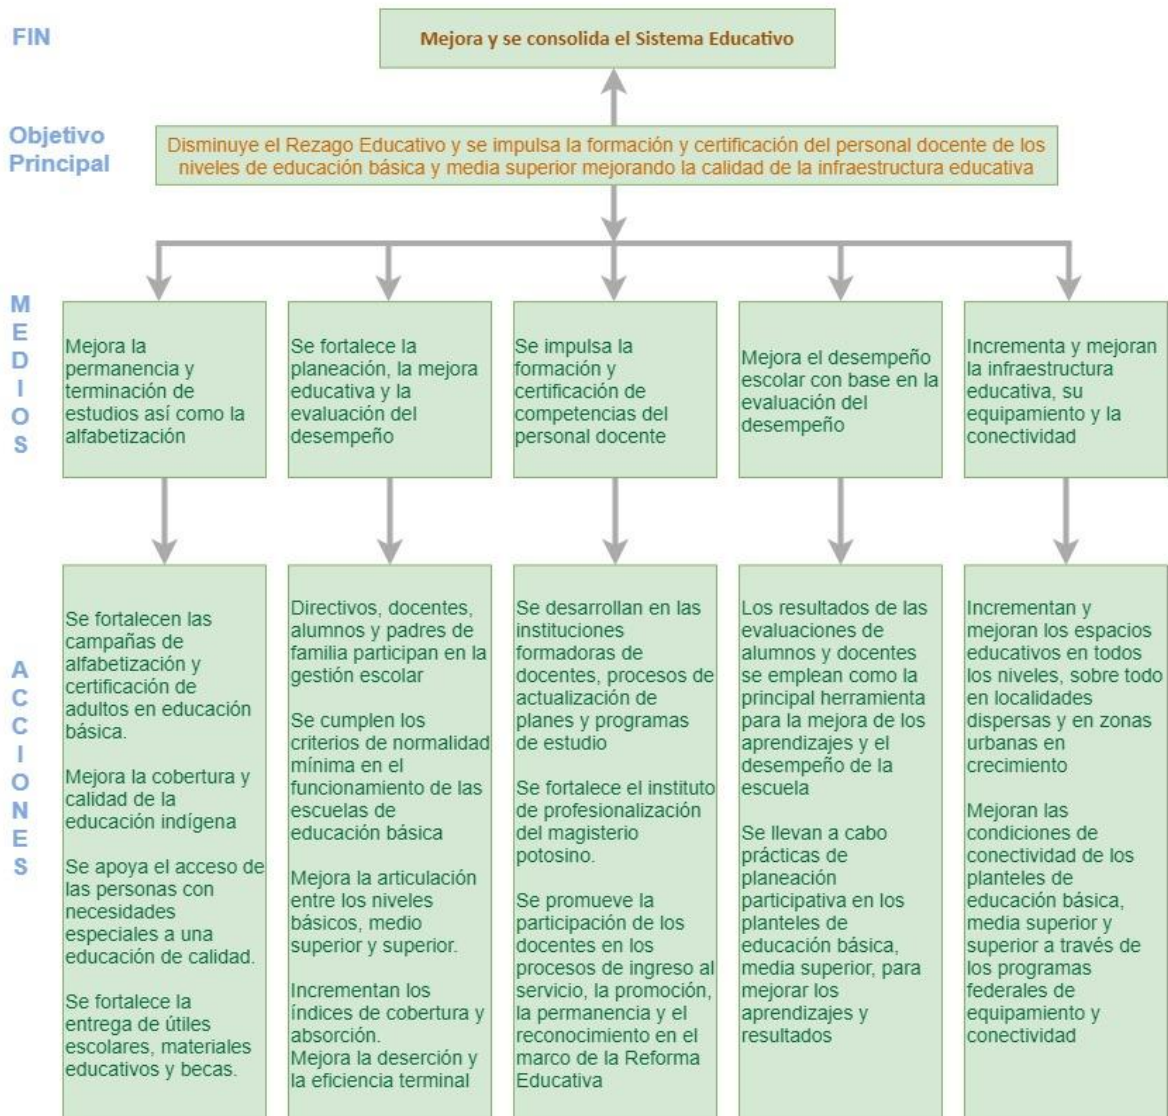 FIN
Mejora y se consolida el Sistema Educativo
Objetivo
Principal
Disminuye el Rezago Educativo y se impulsa la formación y certificación del personal docente de los
niveles de educación básica y media superior mejorando la calidad de la infraestructura educativa
MEDIOS
Mejora la
permanencia y
terminación de
estudios así como la
alfabetización
Se fortalece la
planeación, la mejora
educativa y la
evaluación del
desempeño
Se impulsa la
formación y
certificación de
competencias del
personal docente
Mejora el desempeño
escolar con base en la
evaluación del
desempeño
Incrementa y mejoran
la infraestructura
educativa, su
equipamiento y la
conectividad
ACCIONES
Se fortalecen las
campañas de
alfabetización y
certificación de
adultos en educación
básica.
Mejora la cobertura y
calidad de la
educación indígena
Se apoya el acceso de
las personas con
necesidades
especiales a una
educación de calidad.
Se fortalece la
entrega de útiles
escolares, materiales
educativos y becas.
Directivos, docentes,
alumnos y padres de
familia participan en la
gestión escolar
Se cumplen los
criterios de normalidad
mínima en el
funcionamiento de las
escuelas de
educación básica
Mejora la articulación
entre los niveles
básicos, medio
superior y superior.
Incrementan los
índices de cobertura y
absorción.
Mejora la deserción y
la eficiencia terminal
Se desarrollan en las
instituciones
formadoras de
docentes, procesos de
actualización de
planes y programas
de estudio
Se fortalece el instituto
de profesionalización
del magisterio
potosino.
Se promueve la
participación de los
docentes en los
procesos de ingreso al
servicio, la promoción,
la permanencia y el
reconocimiento en el
marco de la Reforma
Educativa
Los resultados de las
evaluaciones de
alumnos y docentes
se emplean como la
principal herramienta
para la mejora de los
aprendizajes y el
desempeño de la
escuela
Se llevan a cabo
prácticas de
planeación
participativa en los
planteles de
educación básica,
media superior, para
mejorar los
aprendizajes y
resultados
Incrementan y
mejoran los espacios
educativos en todos
los niveles, sobre todo
en localidades
dispersas y en zonas
urbanas en
crecimiento
Mejoran las
condiciones de
conectividad de los
planteles de
educación básica,
media superior y
superior a través de
los programas
federales de
equipamiento y
conectividad